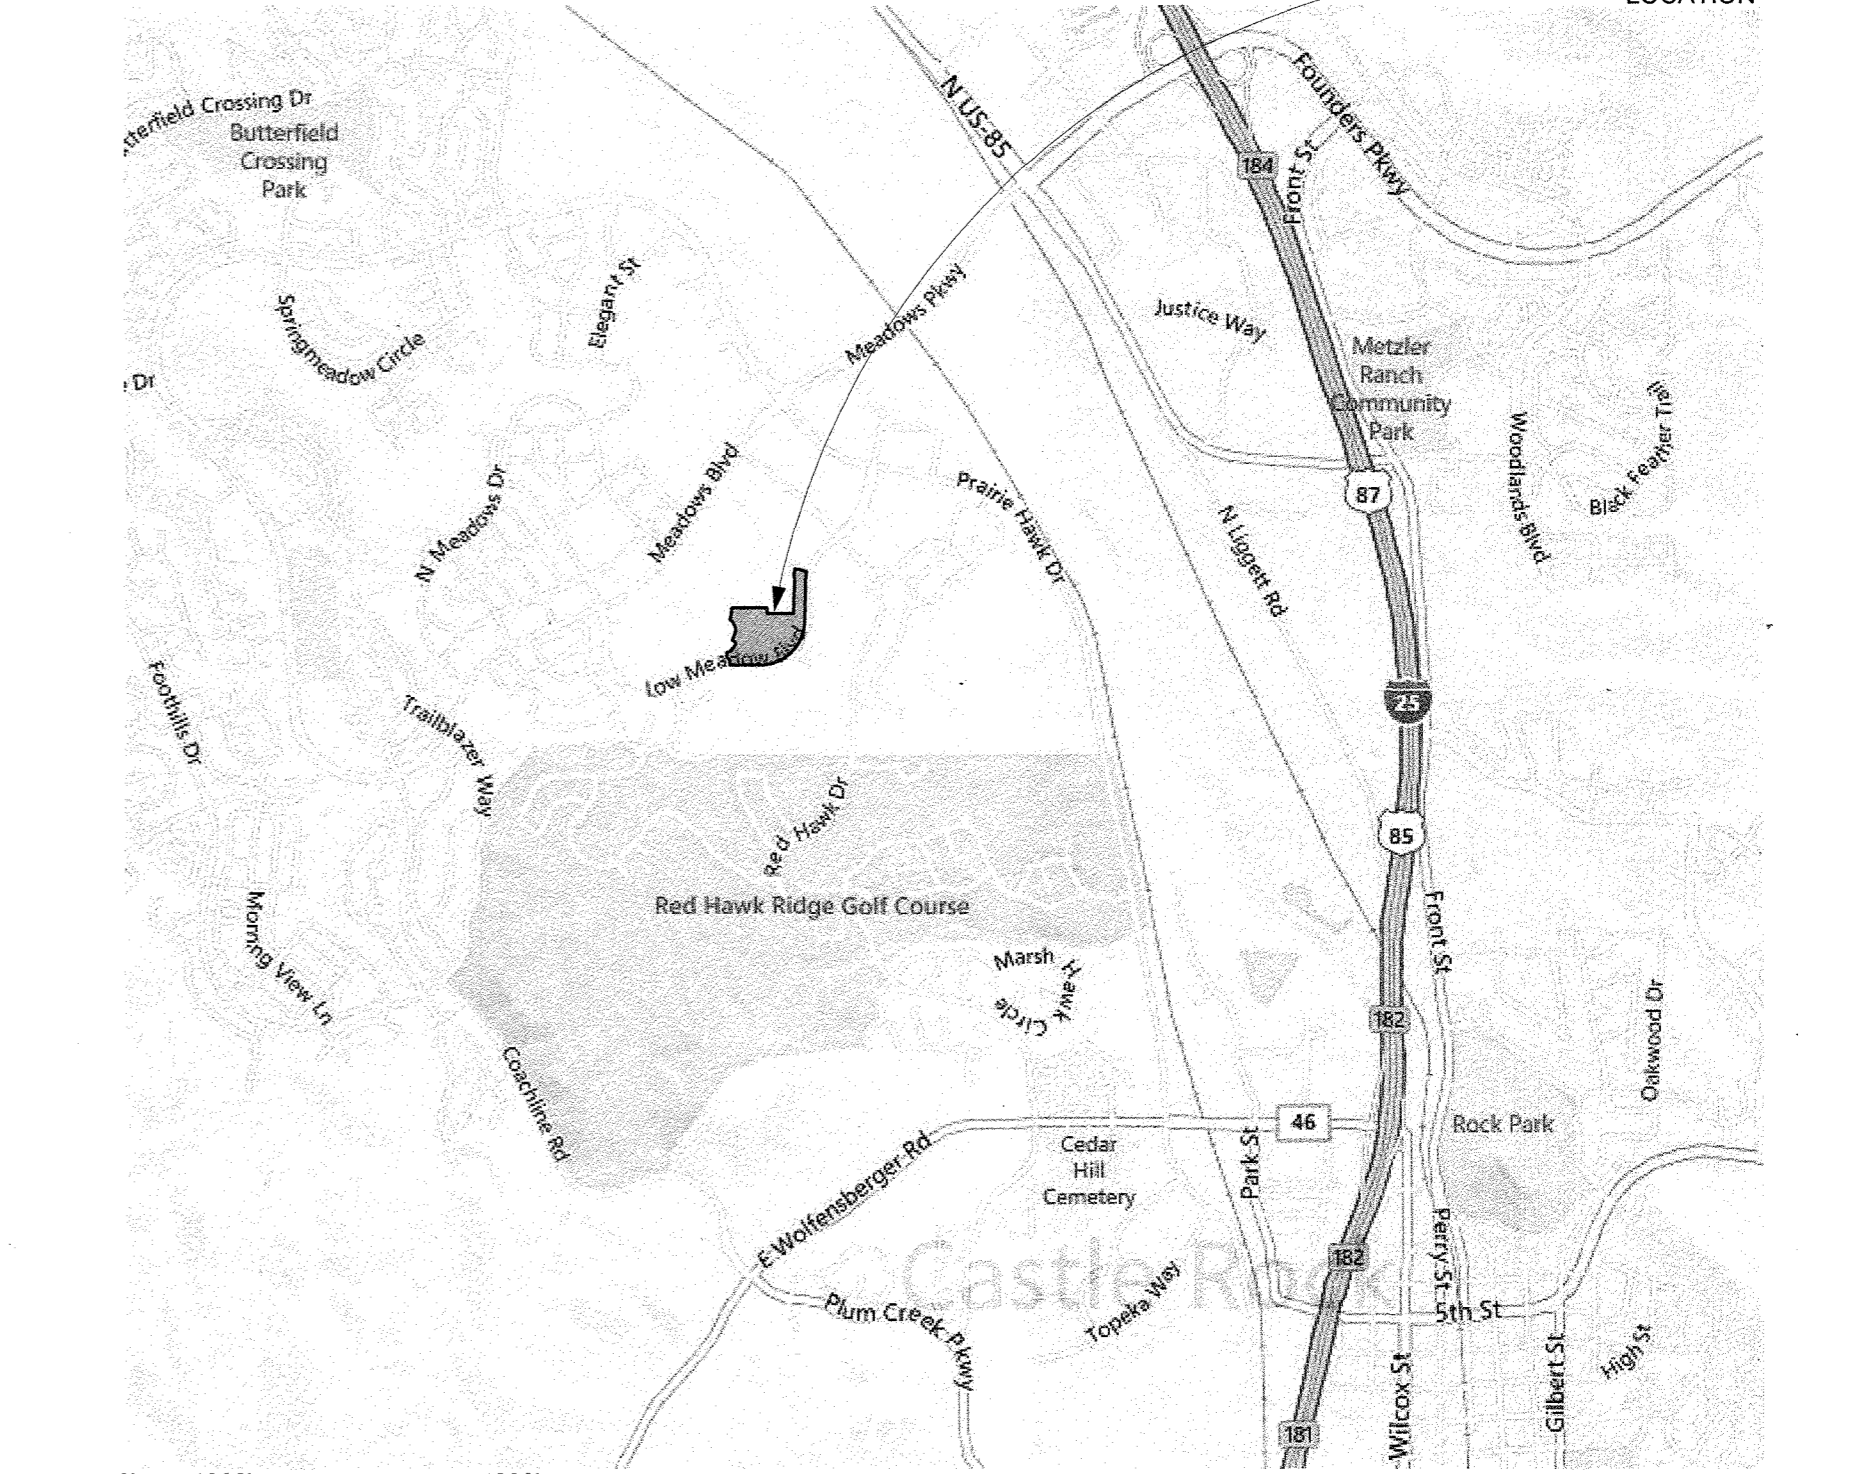 LOCATION
N US-85
Founders Pkwy
terfield Crossing Dr
Butterfield
Crossing
Park
184
Front St
Elegant St
Meadows Pkwy
Springmeadow Circle
Justice Way
Metzler
Ranch
Community
Park
Dr
Black Feather Trail
Woodlands Blvd
Meadows Blvd
N Meadows Dr
Prairie Hawk Dr
87
N Liggett Rd
Low Meadow Blvd
Foothills Dr
Trailblazer Way
25
Red Hawk Dr
85
Red Hawk Ridge Golf Course
Morning View Ln
Front St
Marsh Hawk Circle
182
Oakwood Dr
Coachline Rd
46
Rock Park
E Wolfensberger Rd
Cedar
Hill
Cemetery
Park St
Castle Rock
182
Perry St
Plum Creek Pkwy
Topeka Way
5th St
High St
Gilbert St
Wilcox St
181